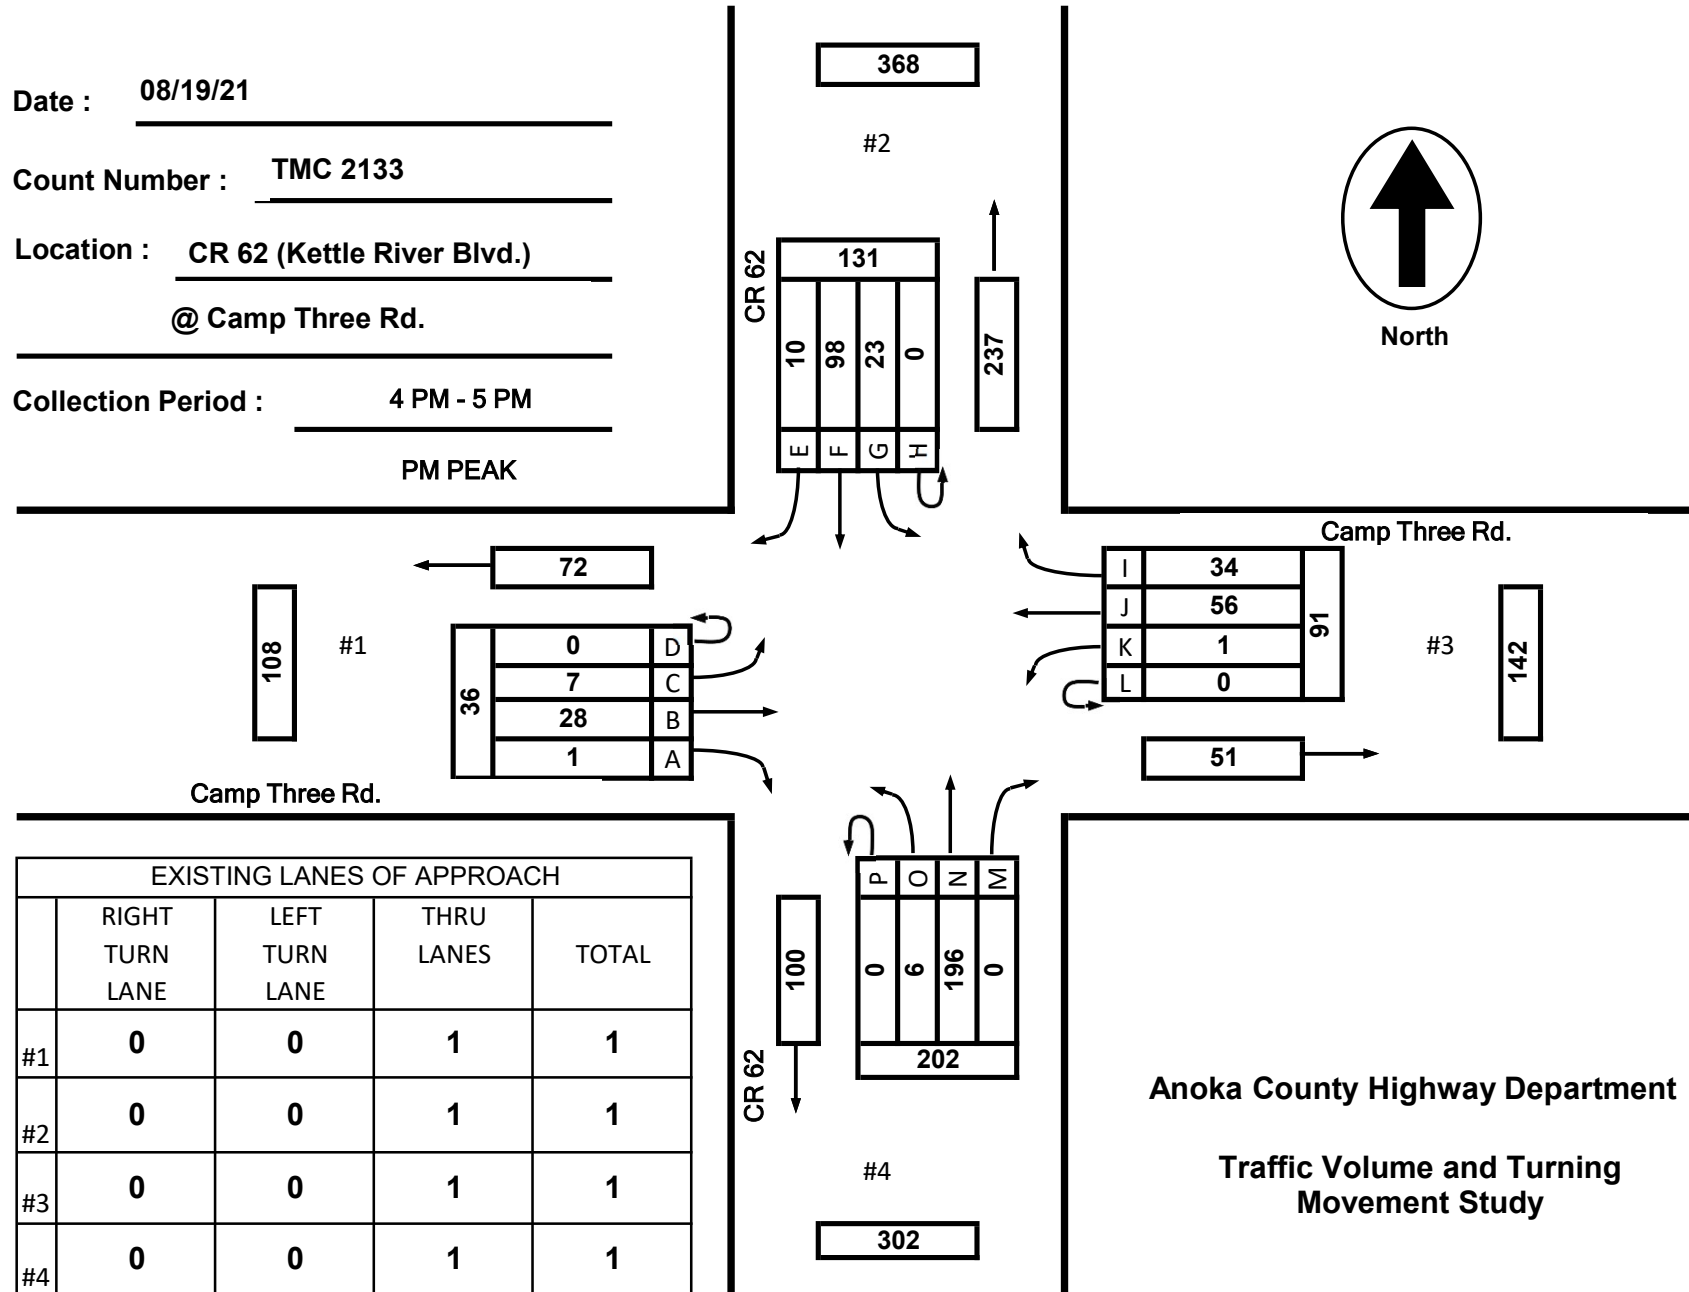 Date : 08/19/21
Count Number : TMC 2133
Location : CR 62 (Kettle River Blvd.)
@ Camp Three Rd.
Collection Period : 4 PM - 5 PM
PM PEAK
368
#2
CR 62
131
10 98 23 0
E F G H
237
North
Camp Three Rd.
72
108
#1
36
0 D
7 C
28 B
1 A
Camp Three Rd.
I 34
J 56
K 1
L 0
91
#3
142
51
P O N M
0 6 196 0
202
100
CR 62
#4
302
EXISTING LANES OF APPROACH
RIGHT TURN LANE
LEFT TURN LANE
THRU LANES
TOTAL
#1 0 0 1 1
#2 0 0 1 1
#3 0 0 1 1
#4 0 0 1 1
Anoka County Highway Department
Traffic Volume and Turning
Movement Study